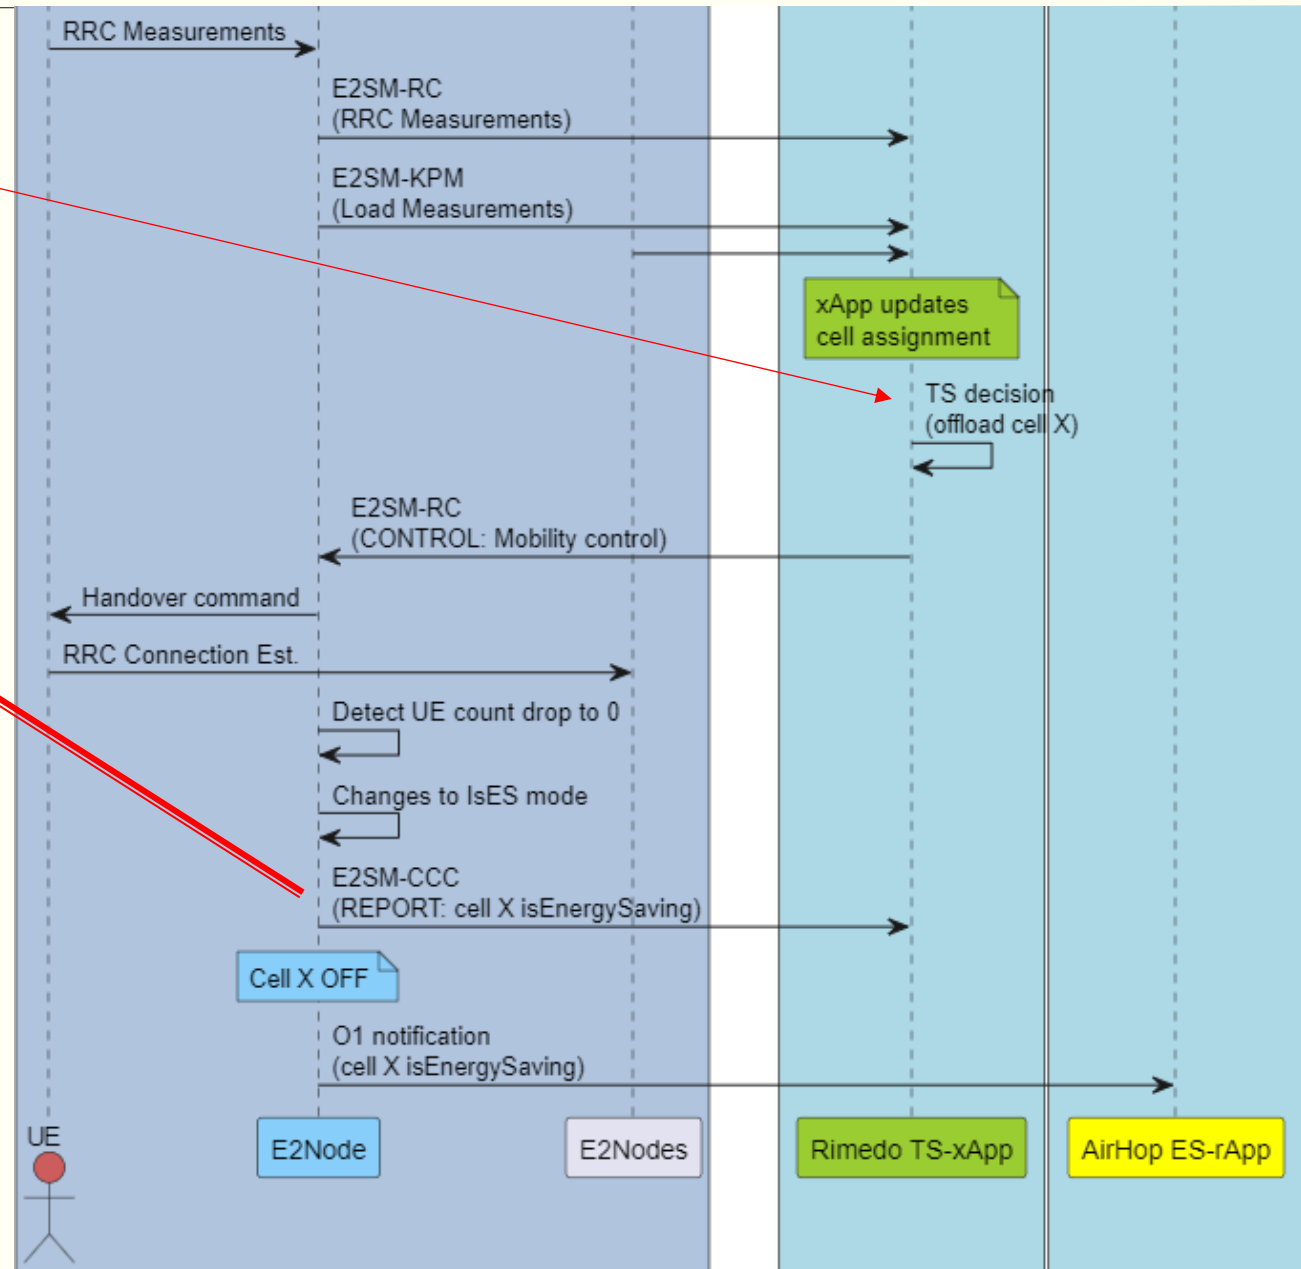 RRC Measurements
E2SM-RC
(RRC Measurements)
E2SM-KPM
(Load Measurements)
xApp updates
cell assignment
TS decision
(offload cell X)
E2SM-RC
(CONTROL: Mobility control)
Handover command
RRC Connection Est.
Detect UE count drop to 0
Changes to IsES mode
E2SM-CCC
(REPORT: cell X isEnergySaving)
Cell X OFF
O1 notification
(cell X isEnergySaving)
UE
E2Node
E2Nodes
Rimedo TS-xApp
AirHop ES-rApp